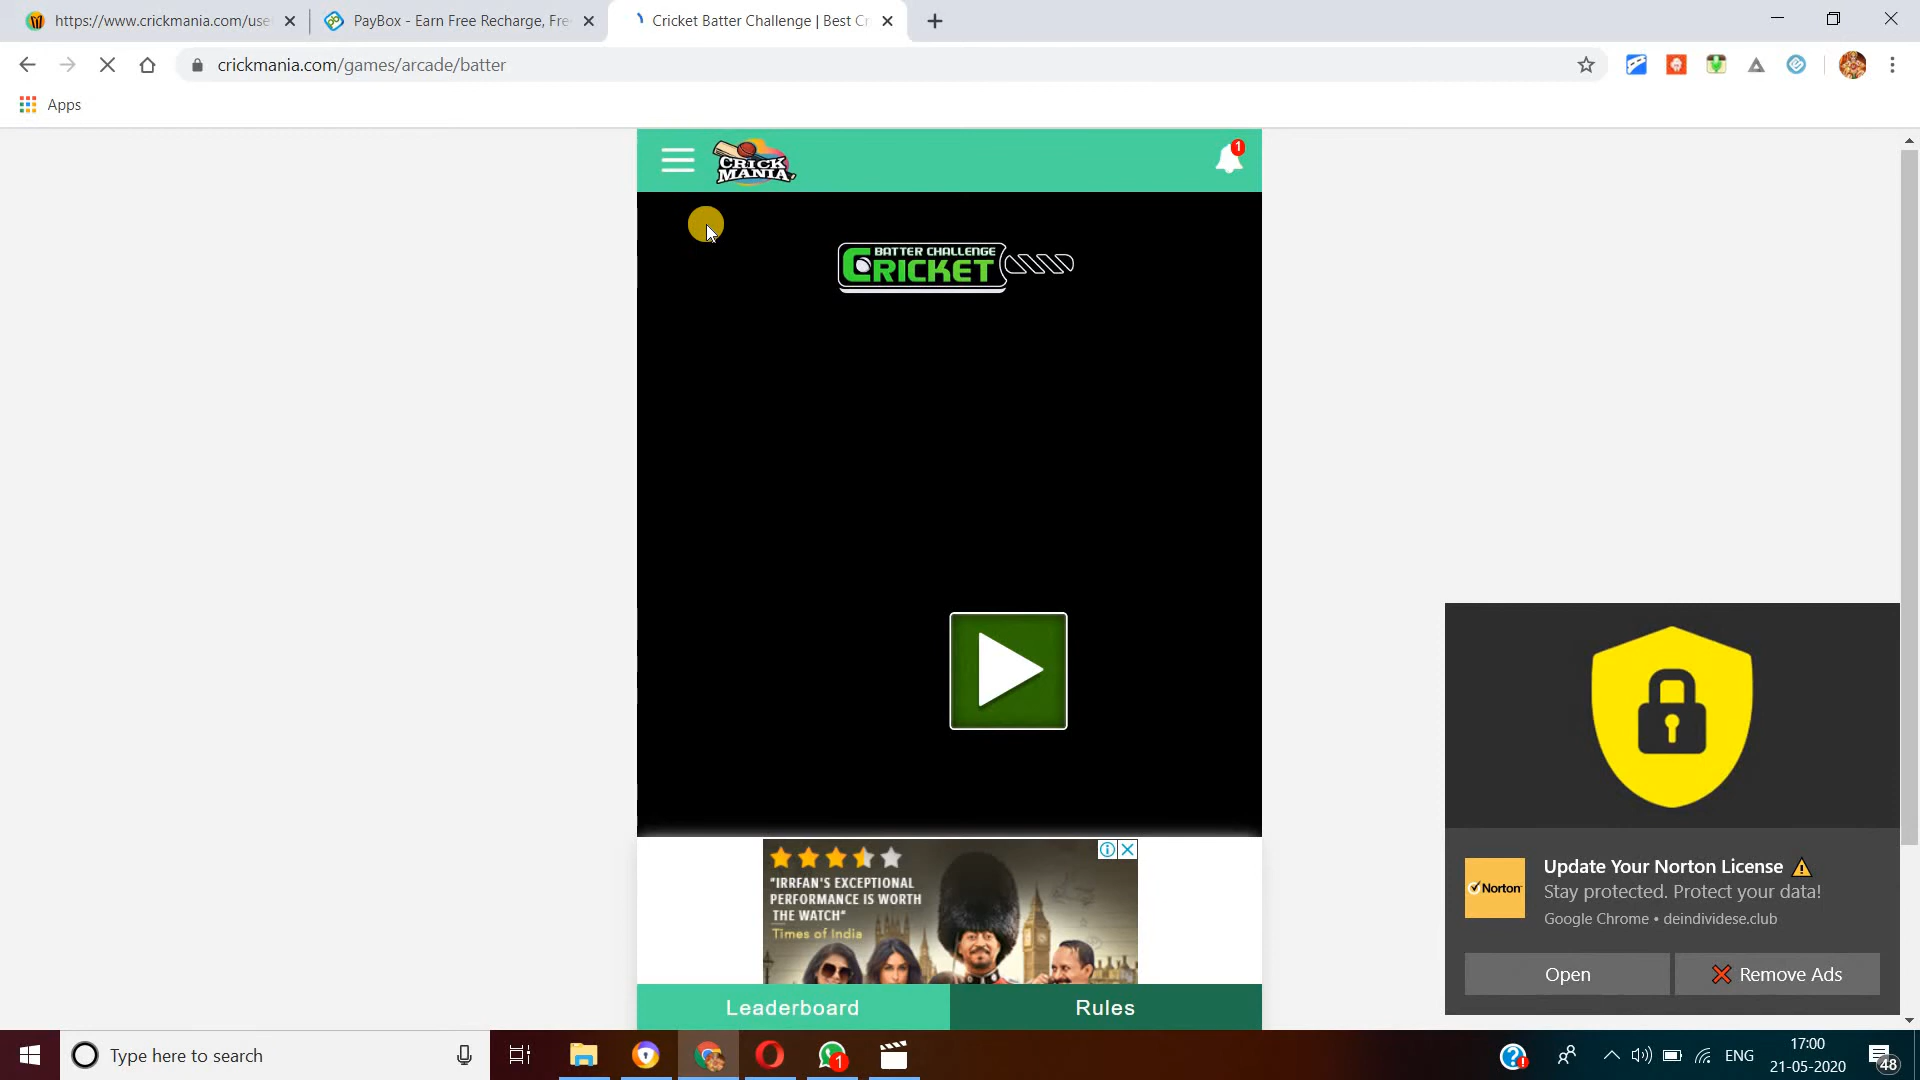 https://www.crickmania.com/use
PayBox - Earn Free Recharge, Fre
Cricket Batter Challenge | Best Cr
crickmania.com/games/arcade/batter
Apps
CRICK
MANIA
1
BATTER CHALLENGE
CRICKET
"IRRFAN'S EXCEPTIONAL
PERFORMANCE IS WORTH
THE WATCH"
Times of India
Leaderboard
Rules
Norton
Update Your Norton License
Stay protected. Protect your data!
Google Chrome • deindividese.club
Open
Remove Ads
Type here to search
1
ENG
17:00
21-05-2020
48